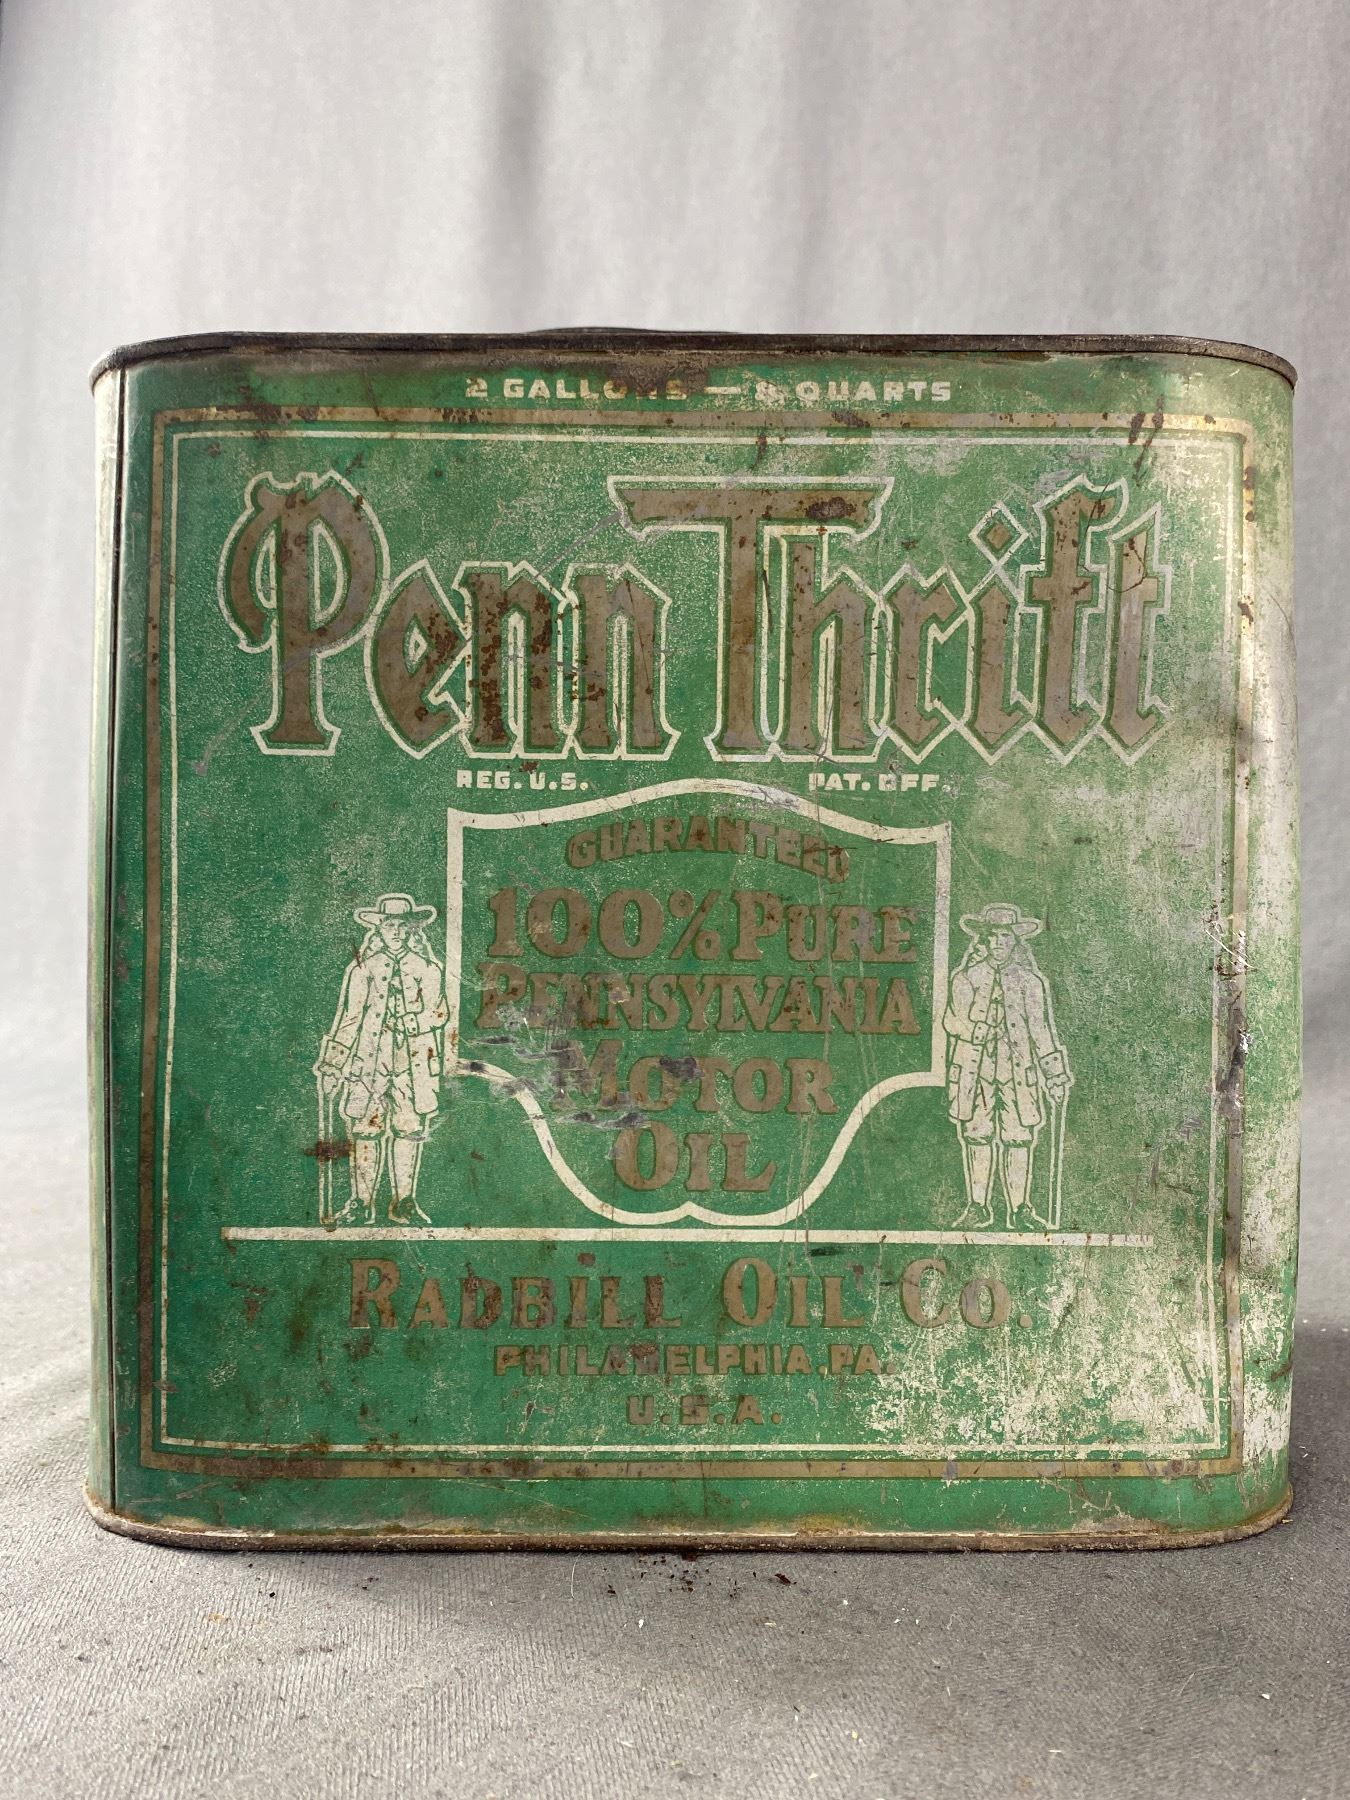 2 GALLONS — 8 QUARTS
Penn Thrift
REG. U.S. PAT. OFF.
GUARANTEED
100% PURE
PENNSYLVANIA
MOTOR
OIL
RADBILL OIL CO.
PHILADELPHIA, PA.
U.S.A.